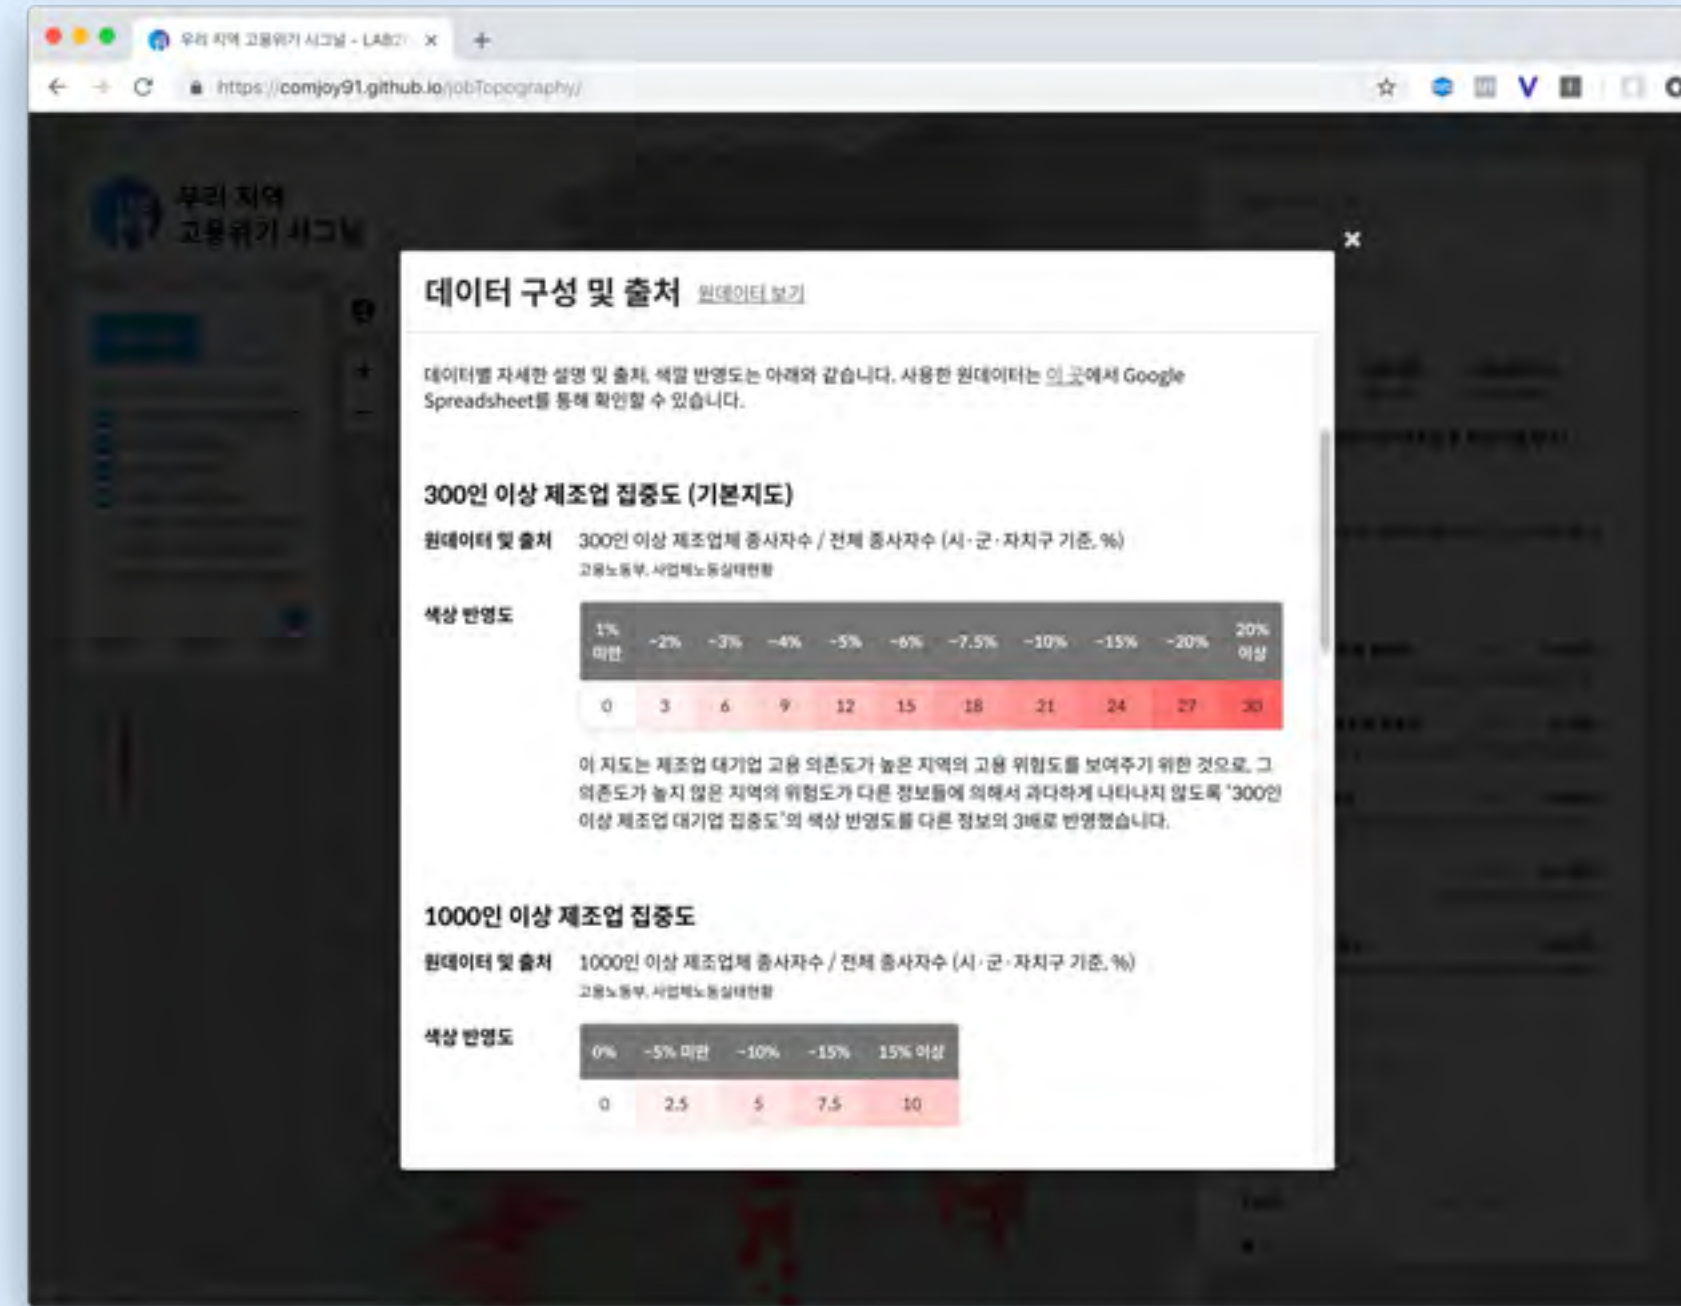 우리 지역 고용위기 시그널 - LAB2
https://comjoy91.github.io/jobTopography/
우리 지역
고용위기 시그널
데이터 구성 및 출처 원데이터 보기
데이터별 자세한 설명 및 출처, 색깔 반영도는 아래와 같습니다. 사용한 원데이터는 이 곳에서 Google
Spreadsheet를 통해 확인할 수 있습니다.
300인 이상 제조업 집중도 (기본지도)
원데이터 및 출처 300인 이상 제조업체 종사자수 / 전체 종사자수 (시·군·자치구 기준, %)
고용노동부, 사업체노동실태현황
색상 반영도
1% 미만 ~2% ~3% ~4% ~5% ~6% ~7.5% ~10% ~15% ~20% 20% 이상
0 3 6 9 12 15 18 21 24 27 30
이 지도는 제조업 대기업 고용 의존도가 높은 지역의 고용 위험도를 보여주기 위한 것으로, 그
의존도가 높지 않은 지역의 위험도가 다른 정보들에 의해서 과다하게 나타나지 않도록 '300인
이상 제조업 대기업 집중도'의 색상 반영도를 다른 정보의 3배로 반영했습니다.
1000인 이상 제조업 집중도
원데이터 및 출처 1000인 이상 제조업체 종사자수 / 전체 종사자수 (시·군·자치구 기준, %)
고용노동부, 사업체노동실태현황
색상 반영도
0% ~5% 미만 ~10% ~15% 15% 이상
0 2.5 5 7.5 10